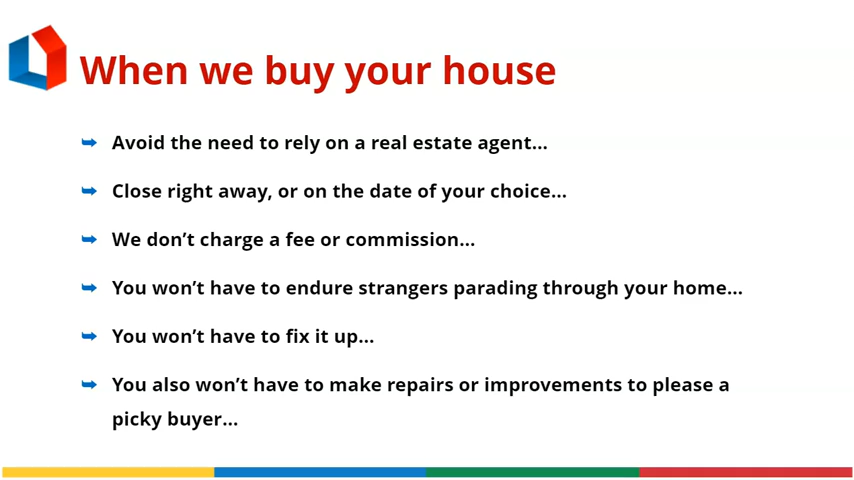 When we buy your house
Avoid the need to rely on a real estate agent...
Close right away, or on the date of your choice...
We don’t charge a fee or commission...
You won’t have to endure strangers parading through your home...
You won’t have to fix it up...
You also won’t have to make repairs or improvements to please a
picky buyer...